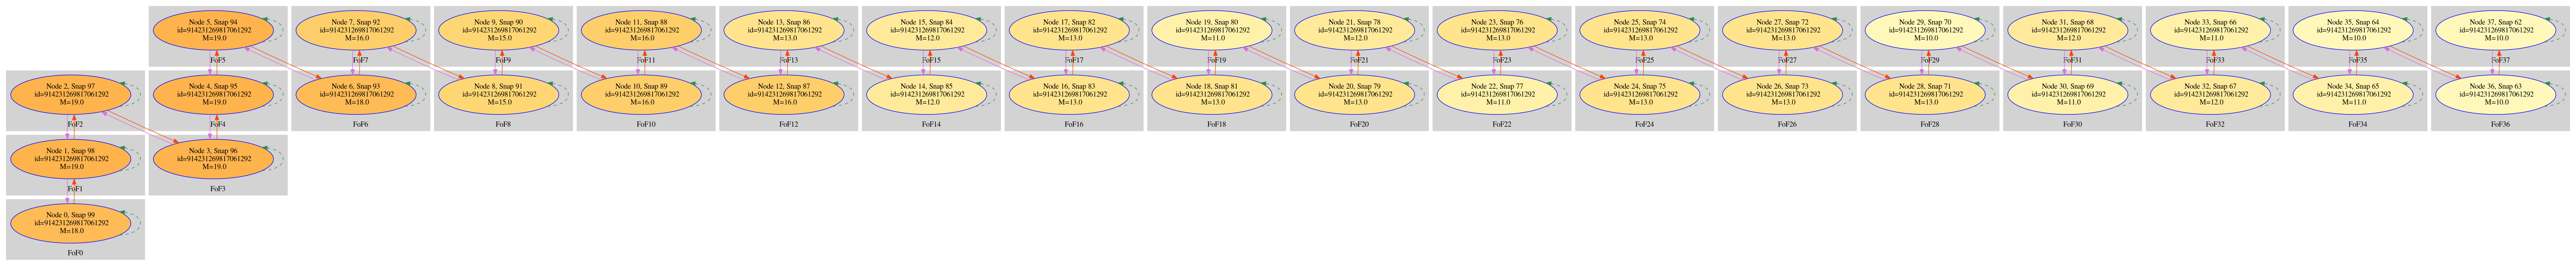 Node 5, Snap 94
id=914231269817061292
M=19.0
FoF5
Node 7, Snap 92
id=914231269817061292
M=16.0
FoF7
Node 9, Snap 90
id=914231269817061292
M=15.0
FoF9
Node 11, Snap 88
id=914231269817061292
M=16.0
FoF11
Node 13, Snap 86
id=914231269817061292
M=13.0
FoF13
Node 15, Snap 84
id=914231269817061292
M=12.0
FoF15
Node 17, Snap 82
id=914231269817061292
M=13.0
FoF17
Node 19, Snap 80
id=914231269817061292
M=11.0
FoF19
Node 21, Snap 78
id=914231269817061292
M=12.0
FoF21
Node 23, Snap 76
id=914231269817061292
M=13.0
FoF23
Node 25, Snap 74
id=914231269817061292
M=13.0
FoF25
Node 27, Snap 72
id=914231269817061292
M=13.0
FoF27
Node 29, Snap 70
id=914231269817061292
M=10.0
FoF29
Node 31, Snap 68
id=914231269817061292
M=12.0
FoF31
Node 33, Snap 66
id=914231269817061292
M=11.0
FoF33
Node 35, Snap 64
id=914231269817061292
M=10.0
FoF35
Node 37, Snap 62
id=914231269817061292
M=10.0
FoF37
Node 2, Snap 97
id=914231269817061292
M=19.0
FoF2
Node 4, Snap 95
id=914231269817061292
M=19.0
FoF4
Node 6, Snap 93
id=914231269817061292
M=18.0
FoF6
Node 8, Snap 91
id=914231269817061292
M=15.0
FoF8
Node 10, Snap 89
id=914231269817061292
M=16.0
FoF10
Node 12, Snap 87
id=914231269817061292
M=16.0
FoF12
Node 14, Snap 85
id=914231269817061292
M=12.0
FoF14
Node 16, Snap 83
id=914231269817061292
M=13.0
FoF16
Node 18, Snap 81
id=914231269817061292
M=13.0
FoF18
Node 20, Snap 79
id=914231269817061292
M=13.0
FoF20
Node 22, Snap 77
id=914231269817061292
M=11.0
FoF22
Node 24, Snap 75
id=914231269817061292
M=13.0
FoF24
Node 26, Snap 73
id=914231269817061292
M=13.0
FoF26
Node 28, Snap 71
id=914231269817061292
M=13.0
FoF28
Node 30, Snap 69
id=914231269817061292
M=11.0
FoF30
Node 32, Snap 67
id=914231269817061292
M=12.0
FoF32
Node 34, Snap 65
id=914231269817061292
M=11.0
FoF34
Node 36, Snap 63
id=914231269817061292
M=10.0
FoF36
Node 1, Snap 98
id=914231269817061292
M=19.0
FoF1
Node 3, Snap 96
id=914231269817061292
M=19.0
FoF3
Node 0, Snap 99
id=914231269817061292
M=18.0
FoF0